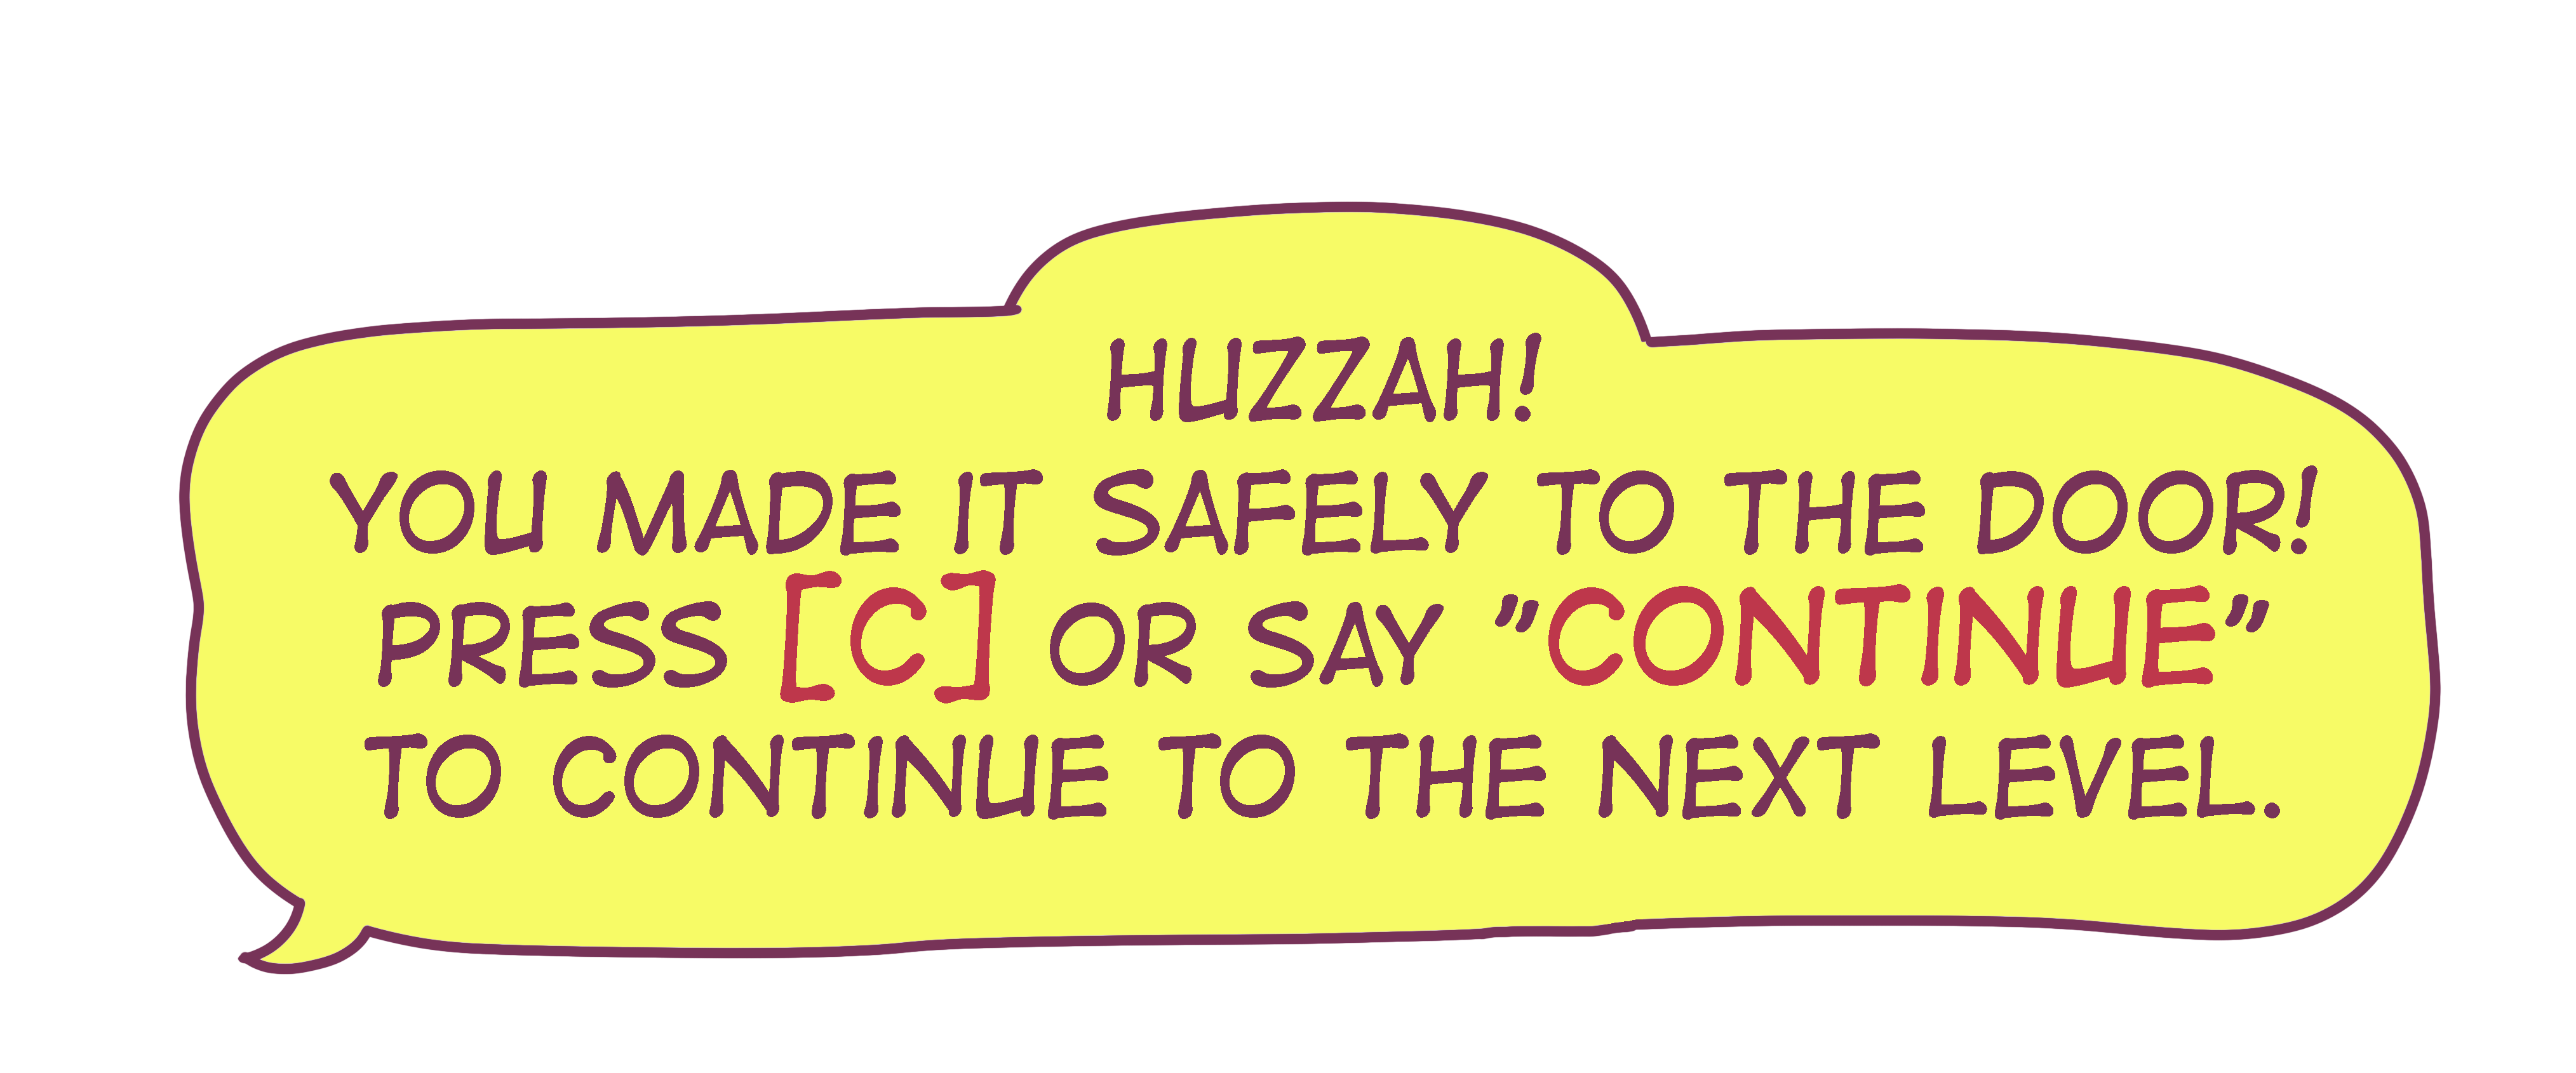 HUZZAH!
YOU MADE IT SAFELY TO THE DOOR!
PRESS [C] OR SAY "CONTINUE"
TO CONTINUE TO THE NEXT LEVEL.